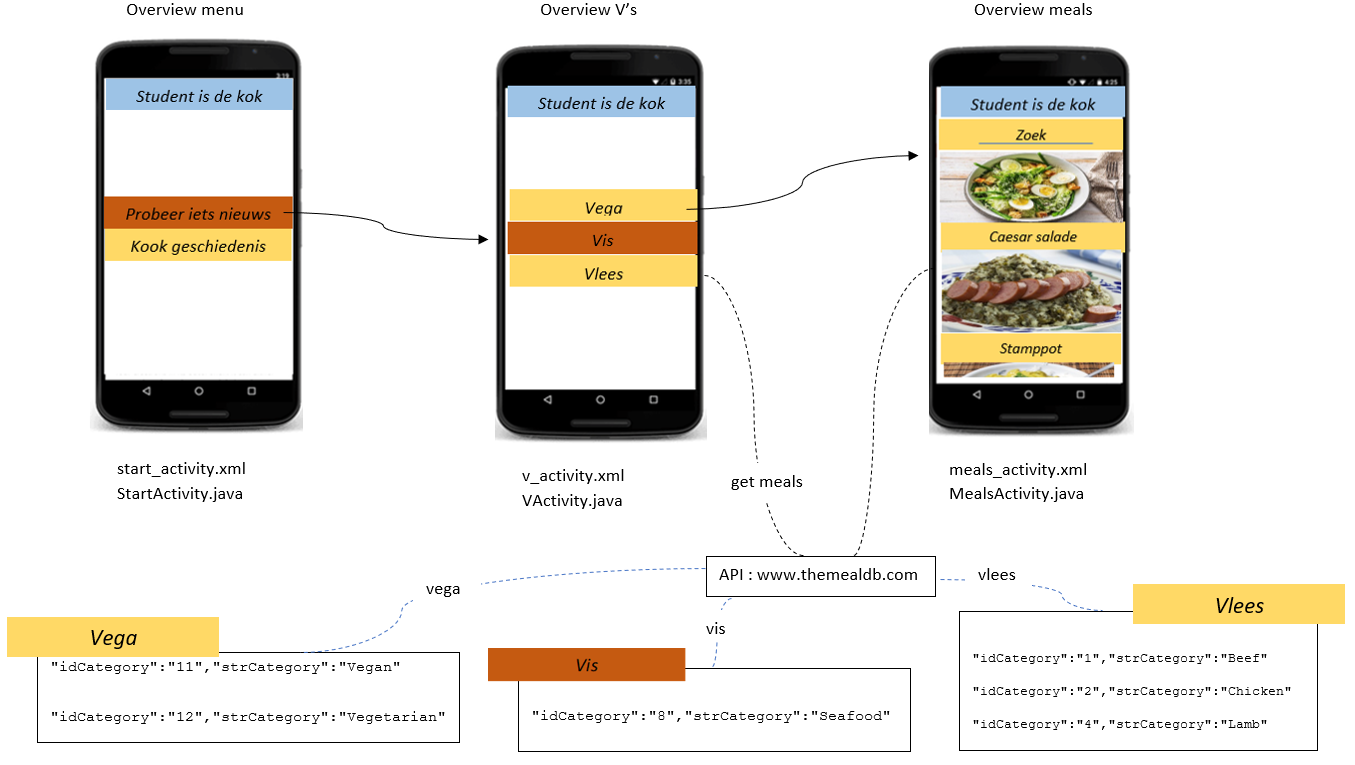 Overview menu
Overview V's
Overview meals
3:19
Student is de kok
Probeer iets nieuws
Kook geschiedenis
3:35
Student is de kok
Vega
Vis
Vlees
4:25
Student is de kok
Zoek
Caesar salade
Stamppot
start_activity.xml
StartActivity.java
v_activity.xml
VActivity.java
meals_activity.xml
MealsActivity.java
get meals
API : www.themealdb.com
vega
vis
vlees
Vega
"idCategory":"11","strCategory":"Vegan"
"idCategory":"12","strCategory":"Vegetarian"
Vis
"idCategory":"8","strCategory":"Seafood"
Vlees
"idCategory":"1","strCategory":"Beef"
"idCategory":"2","strCategory":"Chicken"
"idCategory":"4","strCategory":"Lamb"